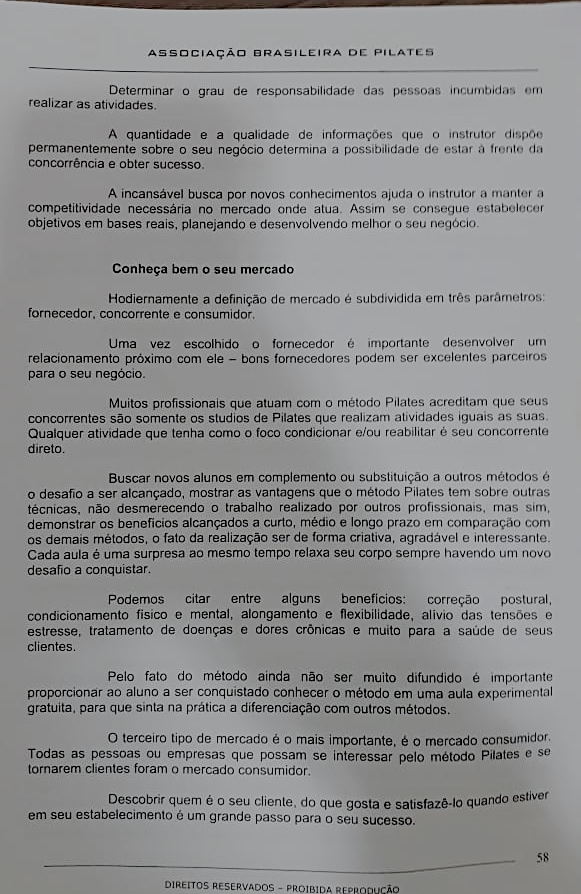 ASSOCIAÇÃO BRASILEIRA DE PILATES
Determinar o grau de responsabilidade das pessoas incumbidas em
realizar as atividades.
A quantidade e a qualidade de informações que o instrutor dispõe
permanentemente sobre o seu negócio determina a possibilidade de estar à frente da
concorrência e obter sucesso.
A incansável busca por novos conhecimentos ajuda o instrutor a manter a
competitividade necessária no mercado onde atua. Assim se consegue estabelecer
objetivos em bases reais, planejando e desenvolvendo melhor o seu negócio.
Conheça bem o seu mercado
Hodiernamente a definição de mercado é subdividida em três parâmetros:
fornecedor, concorrente e consumidor.
Uma vez escolhido o fornecedor é importante desenvolver um
relacionamento próximo com ele – bons fornecedores podem ser excelentes parceiros
para o seu negócio.
Muitos profissionais que atuam com o método Pilates acreditam que seus
concorrentes são somente os studios de Pilates que realizam atividades iguais as suas.
Qualquer atividade que tenha como o foco condicionar e/ou reabilitar é seu concorrente
direto.
Buscar novos alunos em complemento ou substituição a outros métodos é
o desafio a ser alcançado, mostrar as vantagens que o método Pilates tem sobre outras
técnicas, não desmerecendo o trabalho realizado por outros profissionais, mas sim,
demonstrar os benefícios alcançados a curto, médio e longo prazo em comparação com
os demais métodos, o fato da realização ser de forma criativa, agradável e interessante.
Cada aula é uma surpresa ao mesmo tempo relaxa seu corpo sempre havendo um novo
desafio a conquistar.
Podemos citar entre alguns benefícios: correção postural,
condicionamento físico e mental, alongamento e flexibilidade, alívio das tensões e
estresse, tratamento de doenças e dores crônicas e muito para a saúde de seus
clientes.
Pelo fato do método ainda não ser muito difundido é importante
proporcionar ao aluno a ser conquistado conhecer o método em uma aula experimental
gratuita, para que sinta na prática a diferenciação com outros métodos.
O terceiro tipo de mercado é o mais importante, é o mercado consumidor.
Todas as pessoas ou empresas que possam se interessar pelo método Pilates e se
tornarem clientes foram o mercado consumidor.
Descobrir quem é o seu cliente, do que gosta e satisfazê-lo quando estiver
em seu estabelecimento é um grande passo para o seu sucesso.
58
DIREITOS RESERVADOS – PROIBIDA REPRODUÇÃO